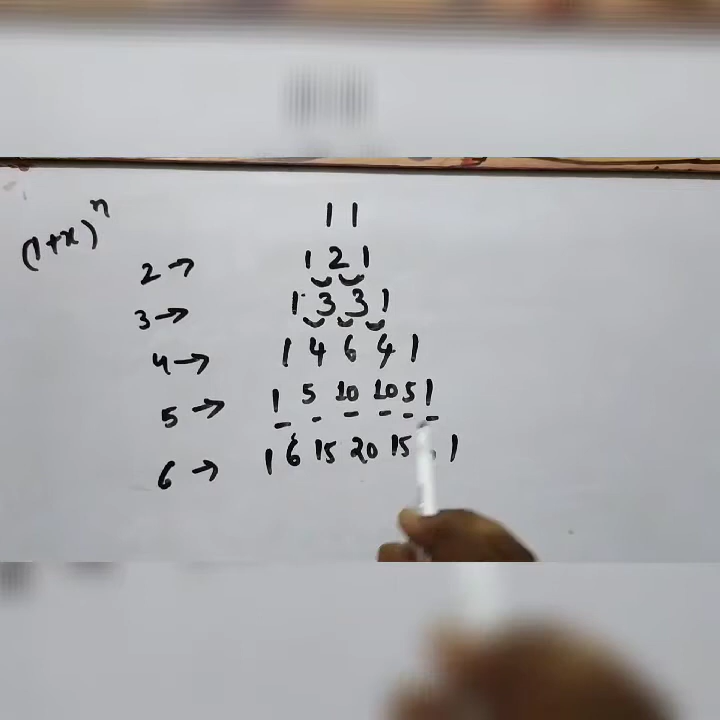 (1+x)^n
1 1
2 → 1 2 1
3 → 1 3 3 1
4 → 1 4 6 4 1
5 → 1 5 10 10 5 1
6 → 1 6 15 20 15 1